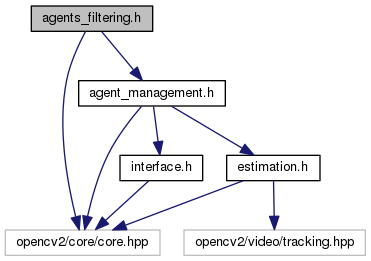 agents_filtering.h
agent_management.h
interface.h
estimation.h
opencv2/core/core.hpp
opencv2/video/tracking.hpp